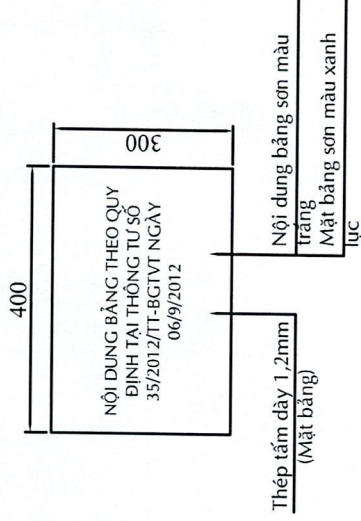 400
300
NỘI DUNG BẢNG THEO QUY
ĐỊNH TẠI THÔNG TƯ SỐ
35/2012/TT-BGTVT NGÀY
06/9/2012
Nội dung bảng sơn màu
trắng
Mặt bảng sơn màu xanh
lục
Thép tấm dày 1,2mm
(Mặt bảng)